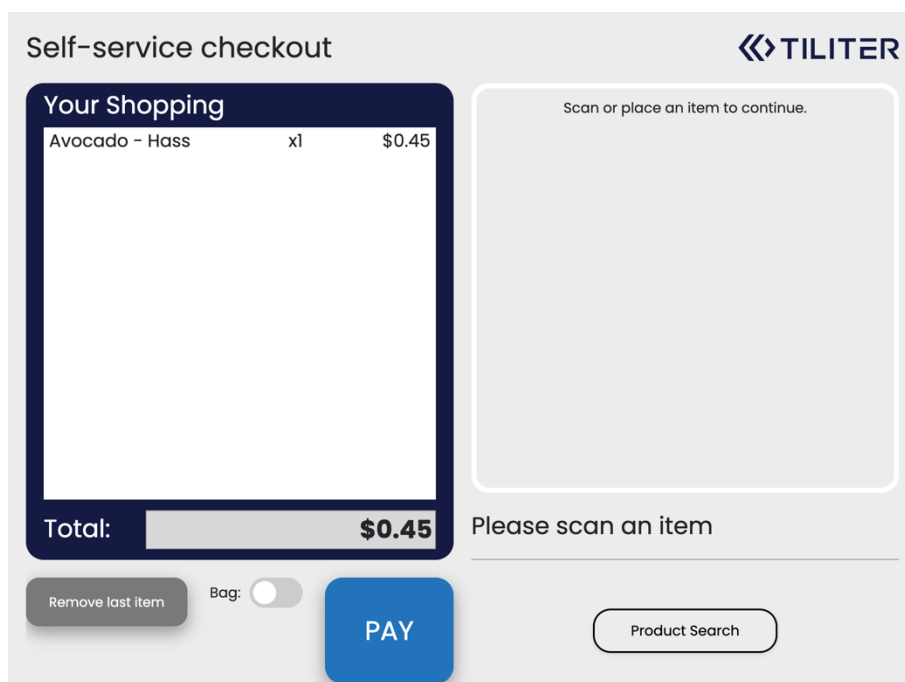 Self-service checkout
TILITER
Your Shopping
Avocado - Hass x1 $0.45
Total: $0.45
Scan or place an item to continue.
Please scan an item
Remove last item
Bag:
PAY
Product Search